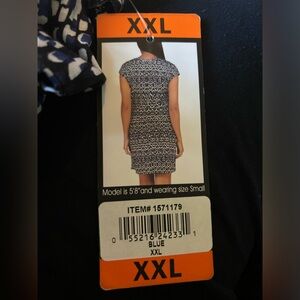 XXL
Model is 5'8"and wearing size Small
ITEM# 1571179
0 55216 24233 1
BLUE
XXL
XXL